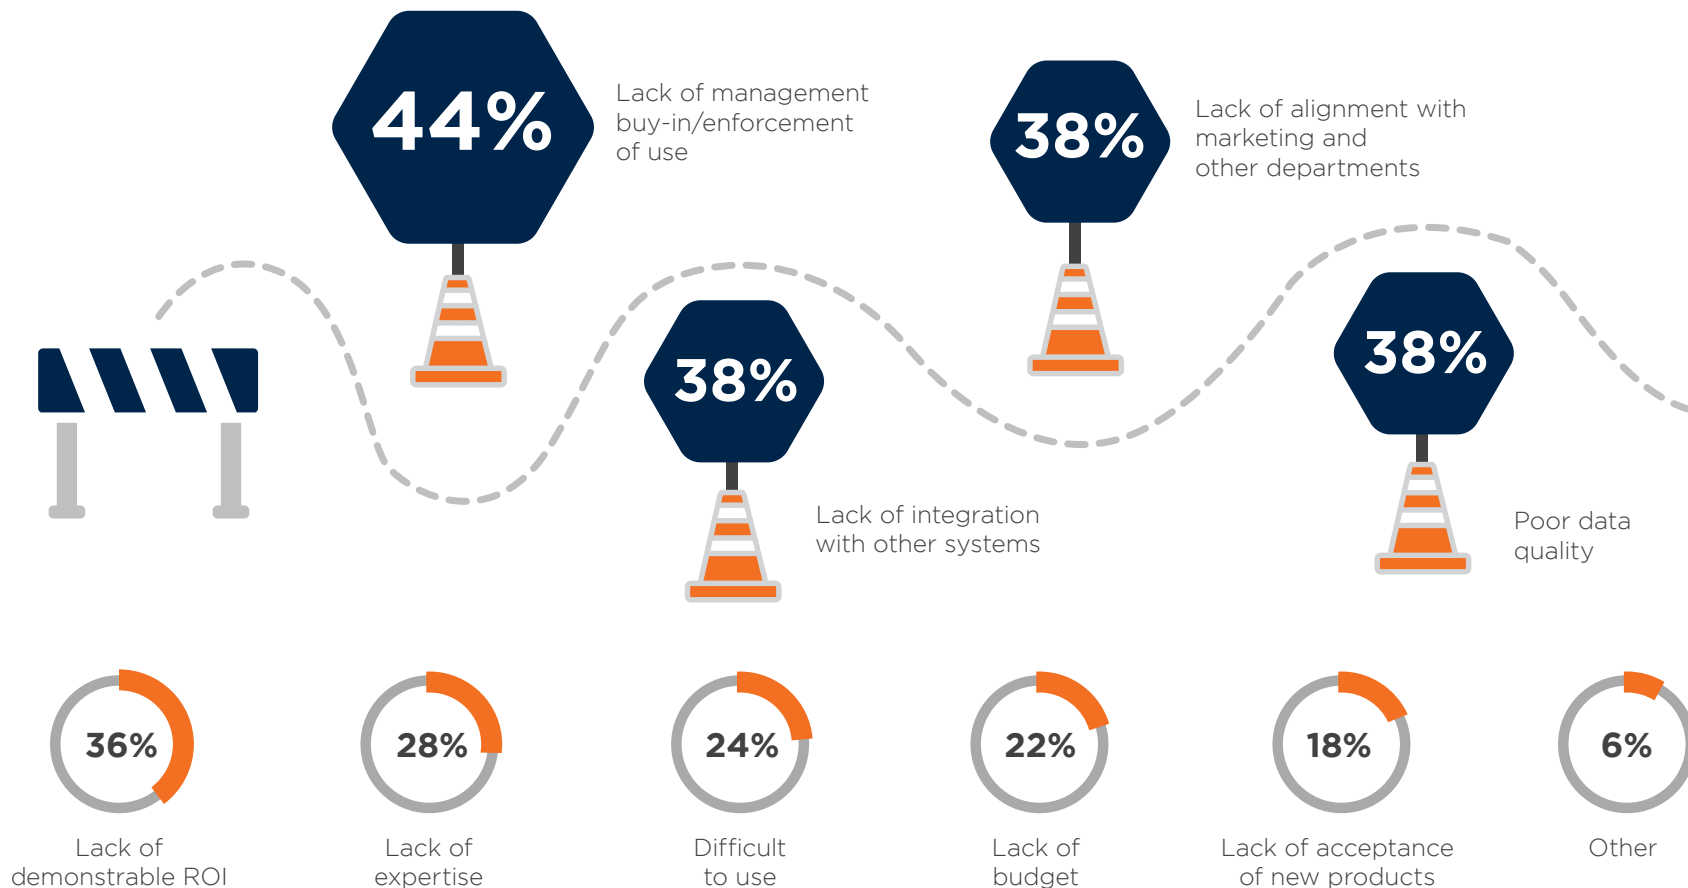 44%
Lack of management
buy-in/enforcement
of use
38%
Lack of integration
with other systems
38%
Lack of alignment with
marketing and
other departments
38%
Poor data
quality
36%
Lack of
demonstrable ROI
28%
Lack of
expertise
24%
Difficult
to use
22%
Lack of
budget
18%
Lack of acceptance
of new products
6%
Other